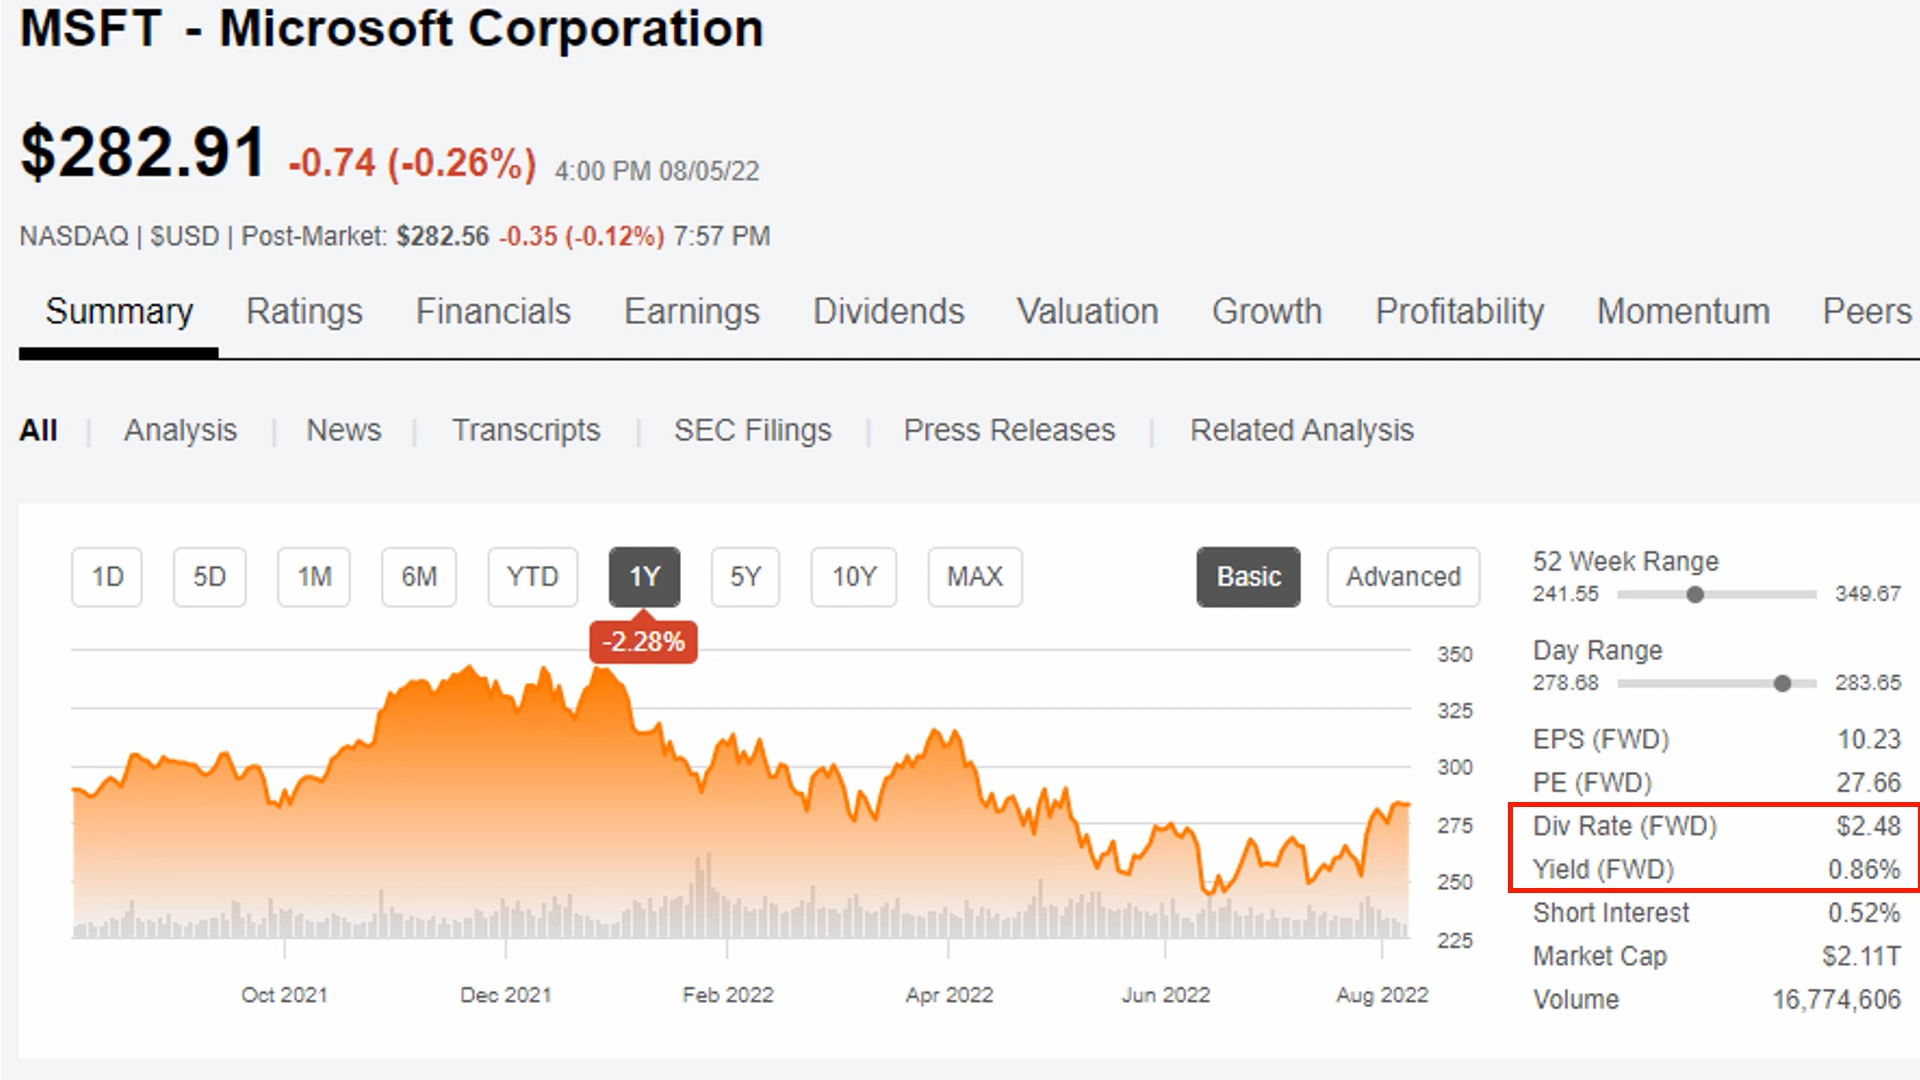 MSFT - Microsoft Corporation
$282.91 -0.74 (-0.26%) 4:00 PM 08/05/22
NASDAQ | $USD | Post-Market: $282.56 -0.35 (-0.12%) 7:57 PM
Summary Ratings Financials Earnings Dividends Valuation Growth Profitability Momentum Peers
All | Analysis | News | Transcripts | SEC Filings | Press Releases | Related Analysis
1D 5D 1M 6M YTD 1Y 5Y 10Y MAX Basic Advanced
-2.28%
350
325
300
275
250
225
Oct 2021 Dec 2021 Feb 2022 Apr 2022 Jun 2022 Aug 2022
52 Week Range
241.55 349.67
Day Range
278.68 283.65
EPS (FWD) 10.23
PE (FWD) 27.66
Div Rate (FWD) $2.48
Yield (FWD) 0.86%
Short Interest 0.52%
Market Cap $2.11T
Volume 16,774,606